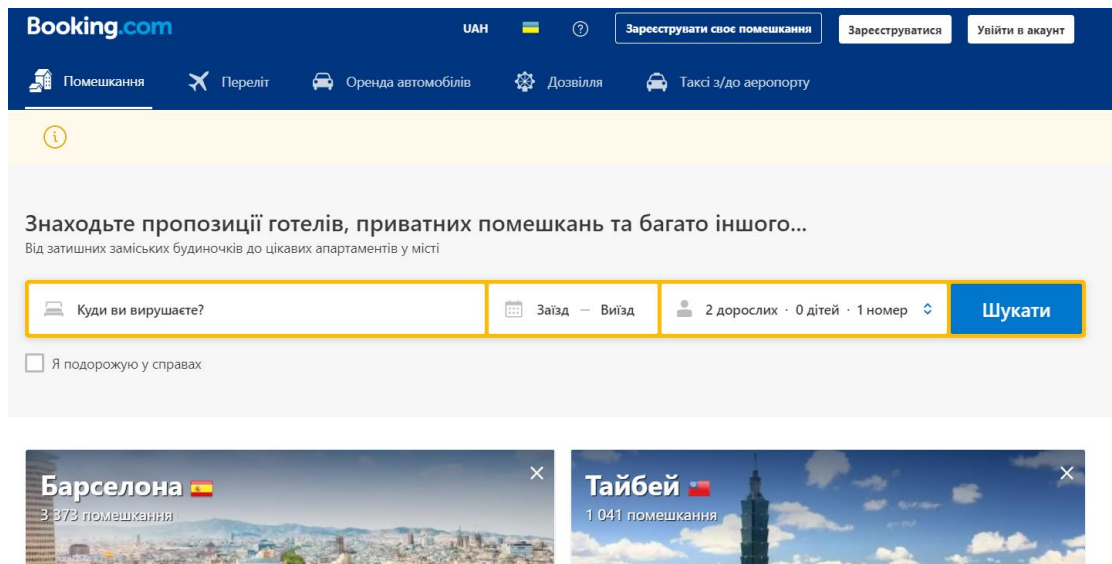 Booking.com
UAH
Зареєструвати своє помешкання
Зареєструватися
Увійти в акаунт
Помешкання
Переліт
Оренда автомобілів
Дозвілля
Таксі з/до аеропорту
Знаходьте пропозиції готелів, приватних помешкань та багато іншого...
Від затишних заміських будиночків до цікавих апартаментів у місті
Куди ви вирушаєте?
Заїзд — Виїзд
2 дорослих · 0 дітей · 1 номер
Шукати
Я подорожую у справах
Барселона
3 373 помешкання
Тайбей
1 041 помешкання